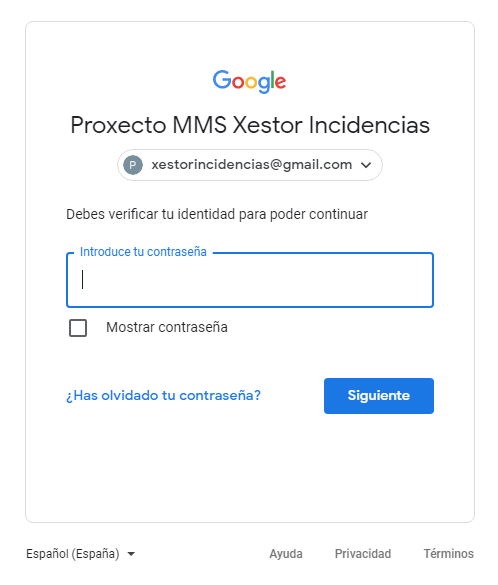 Google
Proxecto MMS Xestor Incidencias
P xestorincidencias@gmail.com
Debes verificar tu identidad para poder continuar
Introduce tu contraseña
Mostrar contraseña
¿Has olvidado tu contraseña? Siguiente
Español (España) Ayuda Privacidad Términos